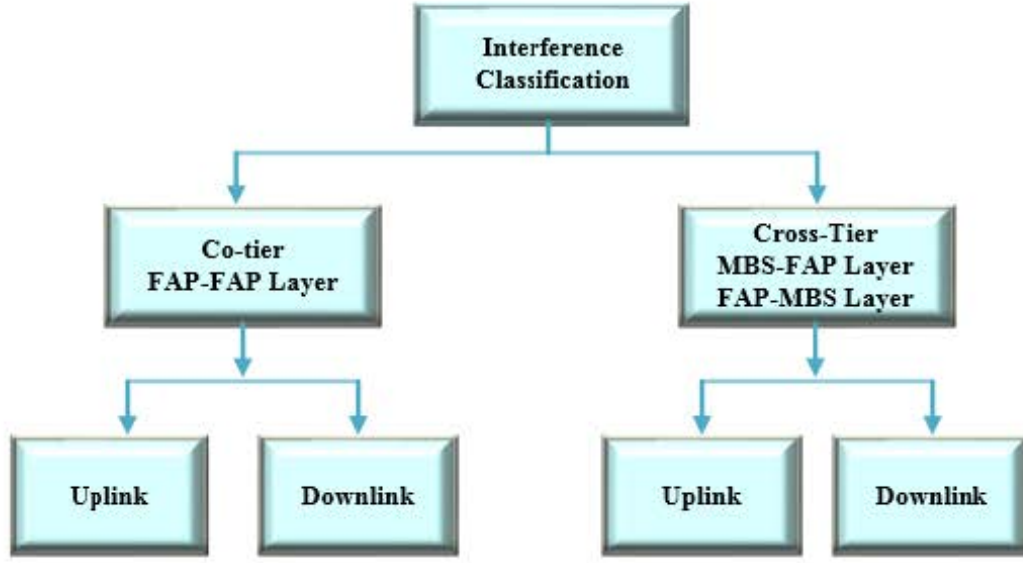 Interference
Classification
Co-tier
FAP-FAP Layer
Cross-Tier
MBS-FAP Layer
FAP-MBS Layer
Uplink
Downlink
Uplink
Downlink